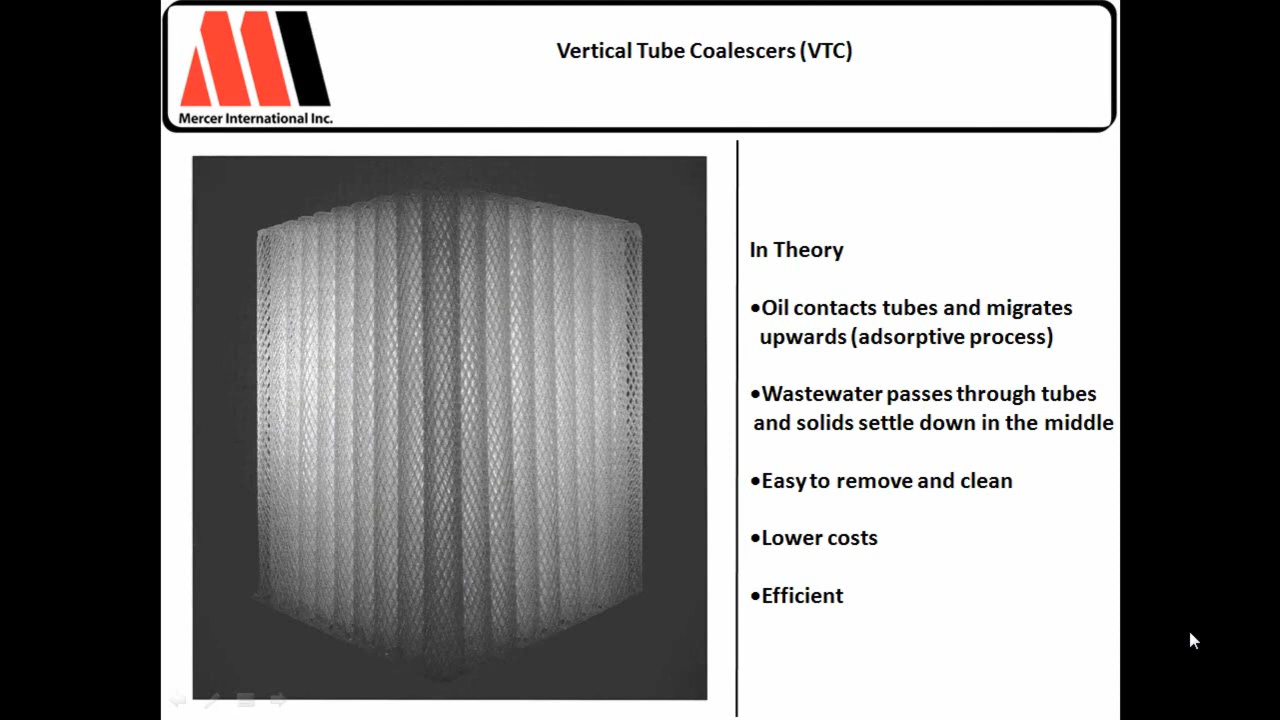 Vertical Tube Coalescers (VTC)
Mercer International Inc.
In Theory
•Oil contacts tubes and migrates
upwards (adsorptive process)
•Wastewater passes through tubes
and solids settle down in the middle
•Easy to remove and clean
•Lower costs
•Efficient